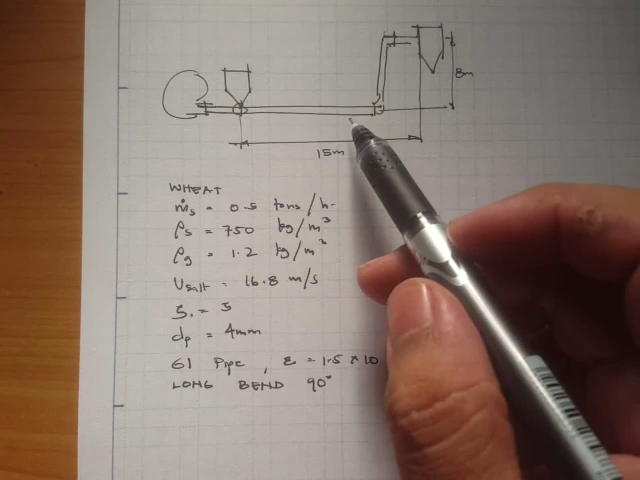 8m
15m
WHEAT
ṁs = 0.5 tons/hr
ρs = 750 kg/m³
ρg = 1.2 kg/m³
Usalt = 16.8 m/s
dp = 4mm
GI Pipe, ε = 1.5 × 10
LONG BEND 90°